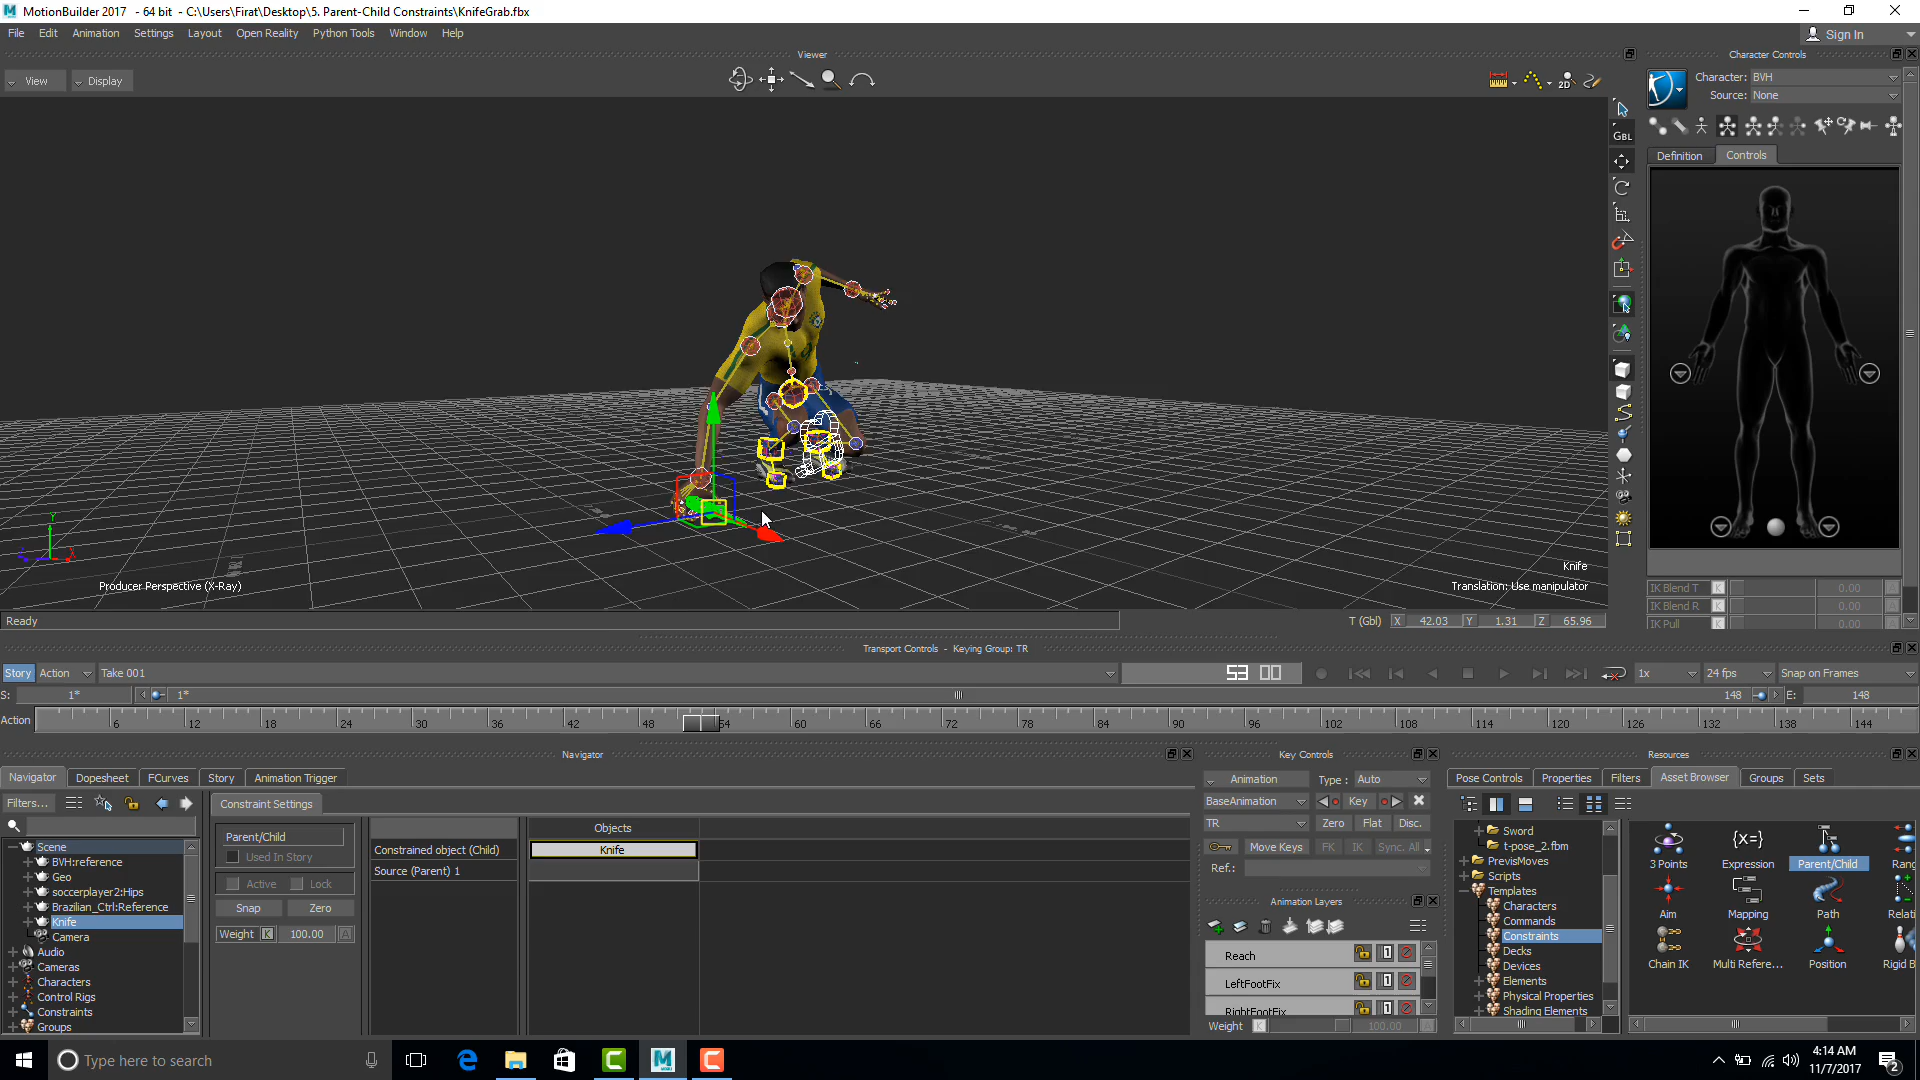 MotionBuilder 2017 - 64 bit - C:\Users\Firat\Desktop\5. Parent-Child Constraints\KnifeGrab.fbx
File Edit Animation Settings Layout Open Reality Python Tools Window Help
Sign In
Viewer
Character Controls
View Display
2D
Character: BVH
Source: None
GBL
Definition Controls
Y
Z X
Producer Perspective (X-Ray)
Knife
Translation: Use manipulator
IK Blend T K 0.00 A
IK Blend R K 0.00 A
IK Pull K 0.00 A
Ready
T (Gbl) X 42.03 Y 1.31 Z 65.96
Transport Controls - Keying Group: TR
Story Action Take 001 53 00 1x 24 fps Snap on Frames
S: 1* 1* 148 E: 148
Action 6 12 18 24 30 36 42 48 54 60 66 72 78 84 90 96 102 108 114 120 126 132 138 144
Navigator
Navigator Dopesheet FCurves Story Animation Trigger
Filters...
Scene
BVH:reference
Geo
soccerplayer2:Hips
Brazilian_Ctrl:Reference
Knife
Camera
Audio
Cameras
Characters
Control Rigs
Constraints
Groups
Constraint Settings
Parent/Child
Used In Story
Active Lock
Snap Zero
Weight K 100.00 A
Objects
Constrained object (Child) Knife
Source (Parent) 1
Key Controls
Animation Type : Auto
BaseAnimation Key
TR Zero Flat Disc.
Move Keys FK IK Sync. All
Ref.:
Animation Layers
Reach 1
LeftFootFix 1
RightFootFix 1
Weight K 100.00 A
Resources
Pose Controls Properties Filters Asset Browser Groups Sets
Sword
t-pose_2.fbm
PrevisMoves
Scripts
Templates
Characters
Commands
Constraints
Decks
Devices
Elements
Physical Properties
Shading Elements
{X=}
3 Points Expression Parent/Child
Aim Mapping Path
Chain IK Multi Refere... Position
Type here to search
4:14 AM
11/7/2017
2